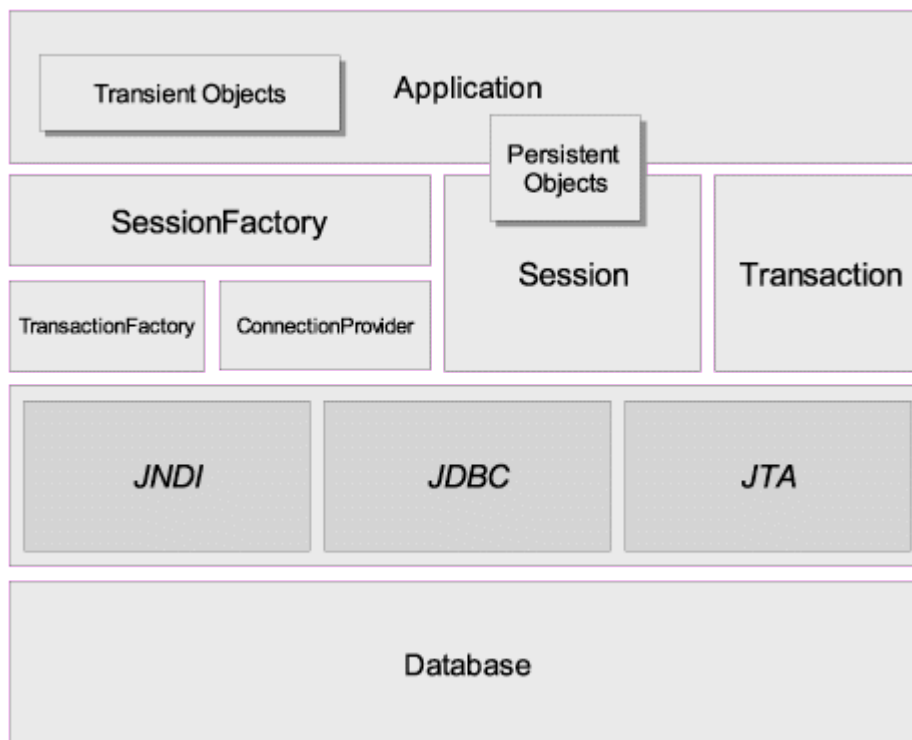 Transient Objects
Application
Persistent
Objects
SessionFactory
Session
Transaction
TransactionFactory
ConnectionProvider
JNDI
JDBC
JTA
Database